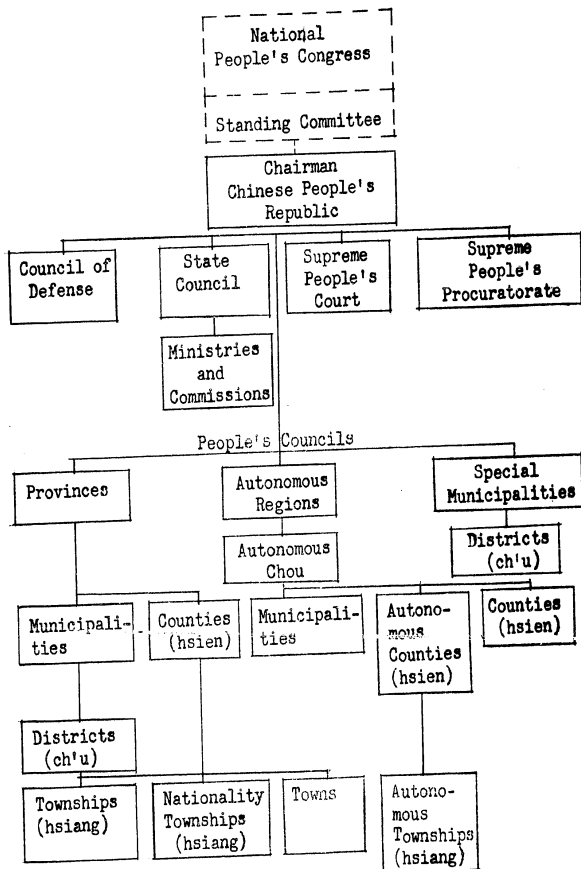 National
People's Congress
Standing Committee
Chairman
Chinese People's
Republic
Council of
Defense
State
Council
Supreme
People's
Court
Supreme
People's
Procuratorate
Ministries
and
Commissions
People's Councils
Provinces
Autonomous
Regions
Special
Municipalities
Autonomous
Chou
Districts
(ch'u)
Municipali-
ties
Counties
(hsien)
Municipali-
ties
Autono-
mous
Counties
(hsien)
Counties
(hsien)
Districts
(ch'u)
Townships
(hsiang)
Nationality
Townships
(hsiang)
Towns
Autono-
mous
Townships
(hsiang)